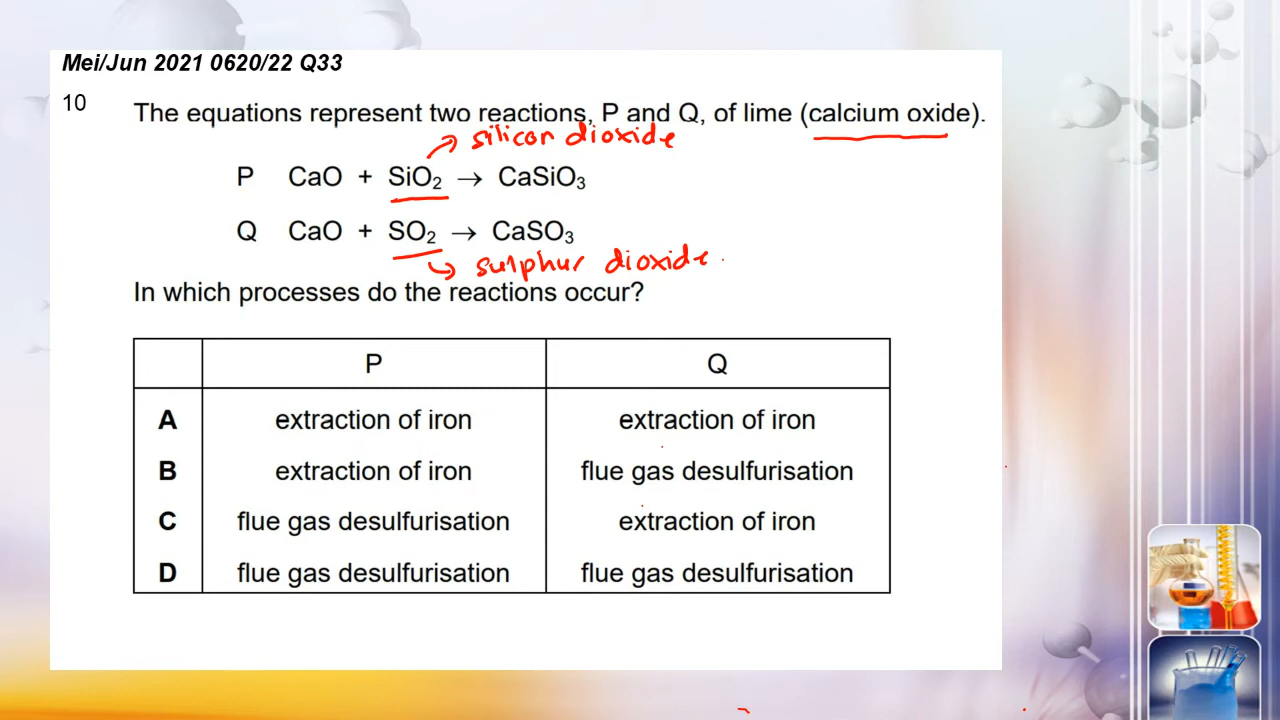 Mei/Jun 2021 0620/22 Q33
10 The equations represent two reactions, P and Q, of lime (calcium oxide).
silicon dioxide
P CaO + SiO₂ → CaSiO₃
Q CaO + SO₂ → CaSO₃
sulphur dioxide.
In which processes do the reactions occur?
P Q
A extraction of iron extraction of iron
B extraction of iron flue gas desulfurisation
C flue gas desulfurisation extraction of iron
D flue gas desulfurisation flue gas desulfurisation